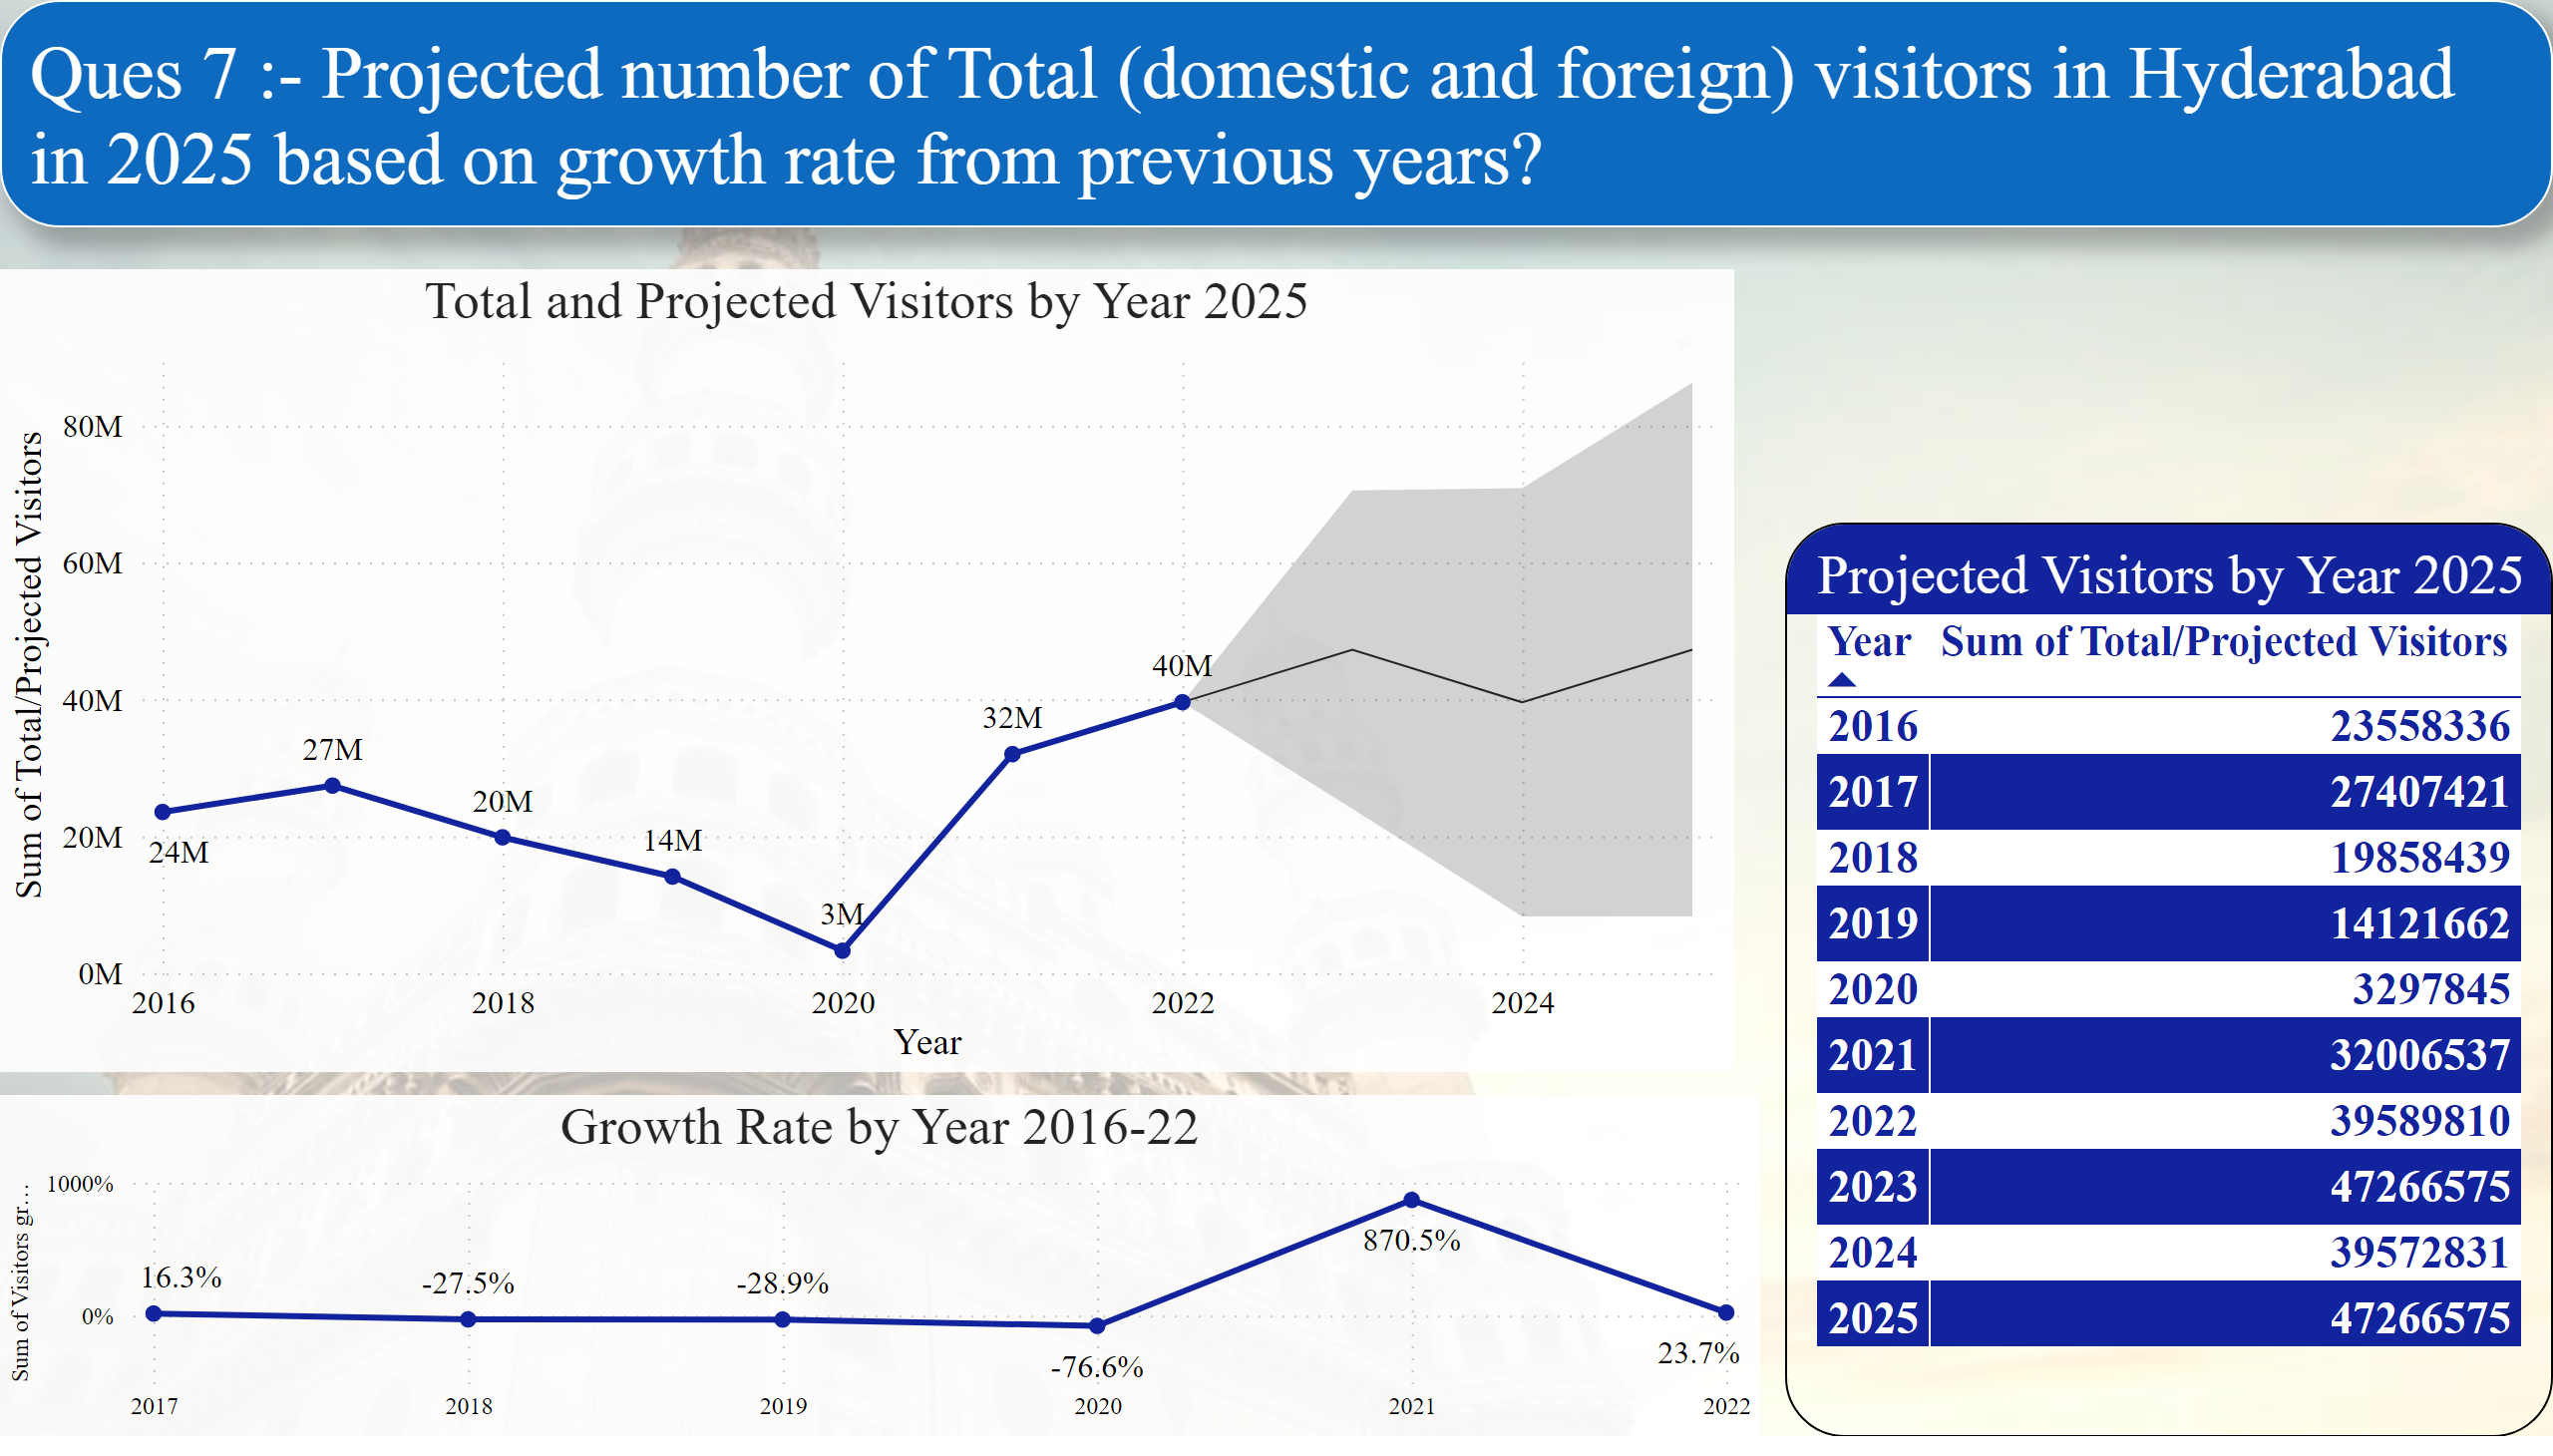 Ques 7 :- Projected number of Total (domestic and foreign) visitors in Hyderabad
in 2025 based on growth rate from previous years?
Total and Projected Visitors by Year 2025
Sum of Total/Projected Visitors
80M
60M
40M
20M
0M
24M
27M
20M
14M
3M
32M
40M
2016
2018
2020
2022
2024
Year
Growth Rate by Year 2016-22
Sum of Visitors gr...
1000%
0%
16.3%
-27.5%
-28.9%
-76.6%
870.5%
23.7%
2017
2018
2019
2020
2021
2022
Projected Visitors by Year 2025
Year Sum of Total/Projected Visitors
2016 23558336
2017 27407421
2018 19858439
2019 14121662
2020 3297845
2021 32006537
2022 39589810
2023 47266575
2024 39572831
2025 47266575